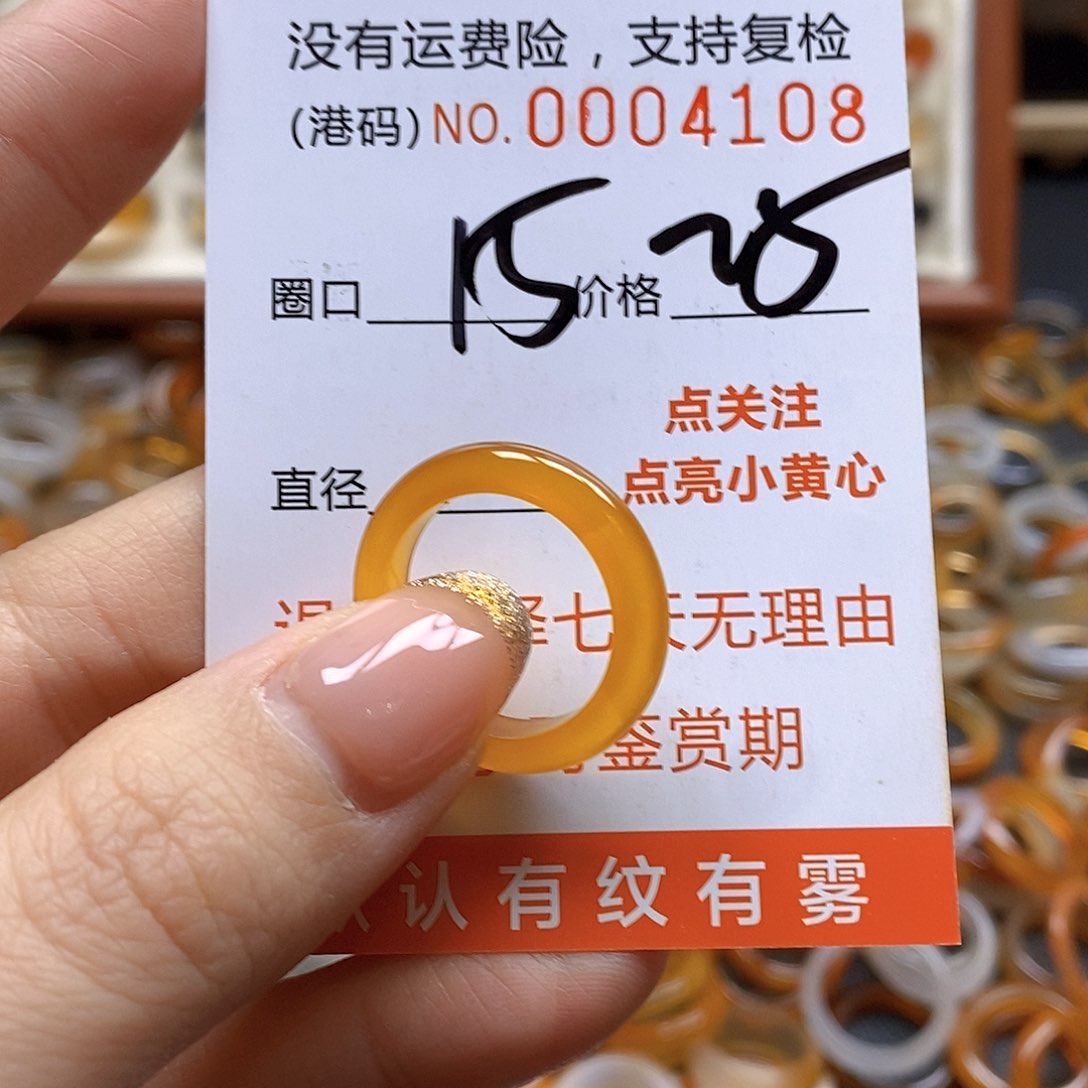 没有运费险，支持复检
(港码)NO.0004108
圈口 15 价格 28
点关注
直径 点亮小黄心
七天无理由
鉴赏期
认有纹有雾